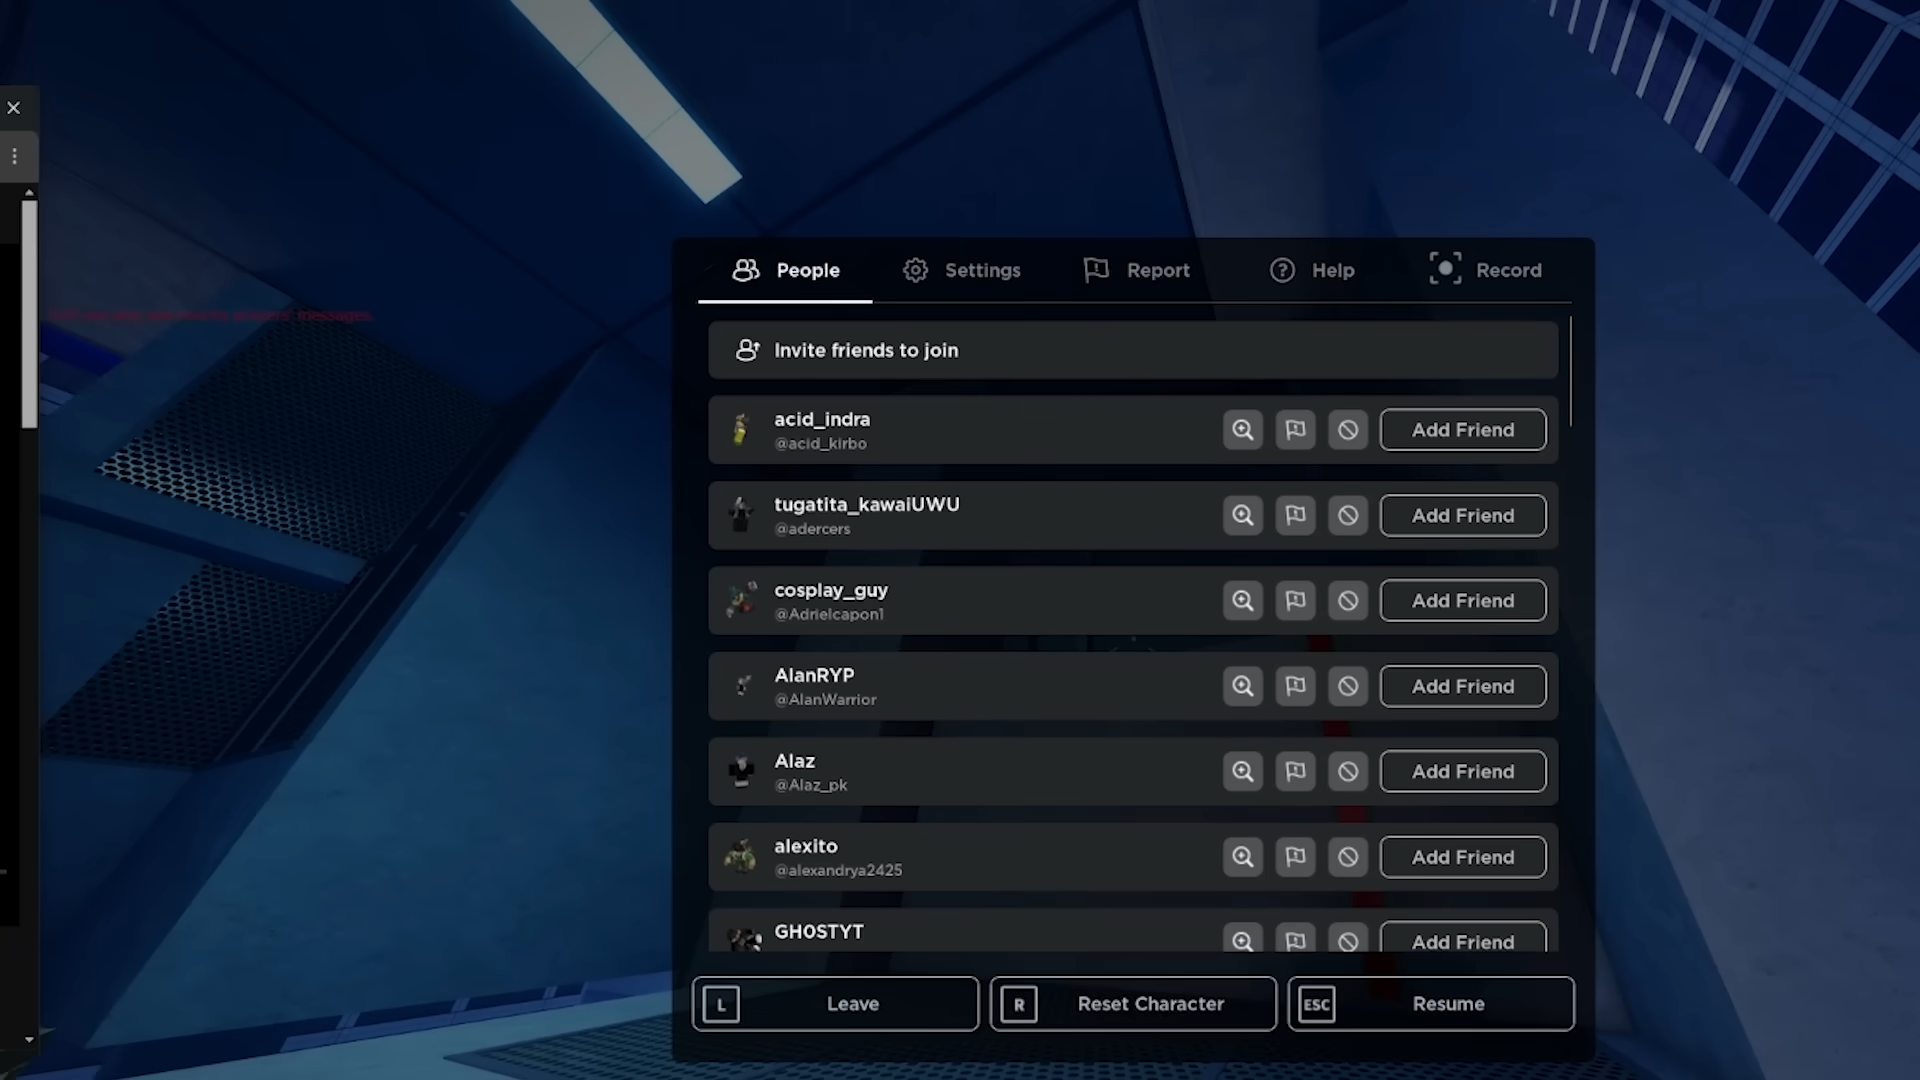 People
Settings
Report
Help
Record
messages.
Invite friends to join
acid_indra
@acid_kirbo
Add Friend
tugatita_kawaiUWU
@adercers
Add Friend
cosplay_guy
@Adrielcapon1
Add Friend
AlanRYP
@AlanWarrior
Add Friend
Alaz
@Alaz_pk
Add Friend
alexito
@alexandrya2425
Add Friend
GH0STYT
Add Friend
L Leave
R Reset Character
ESC Resume